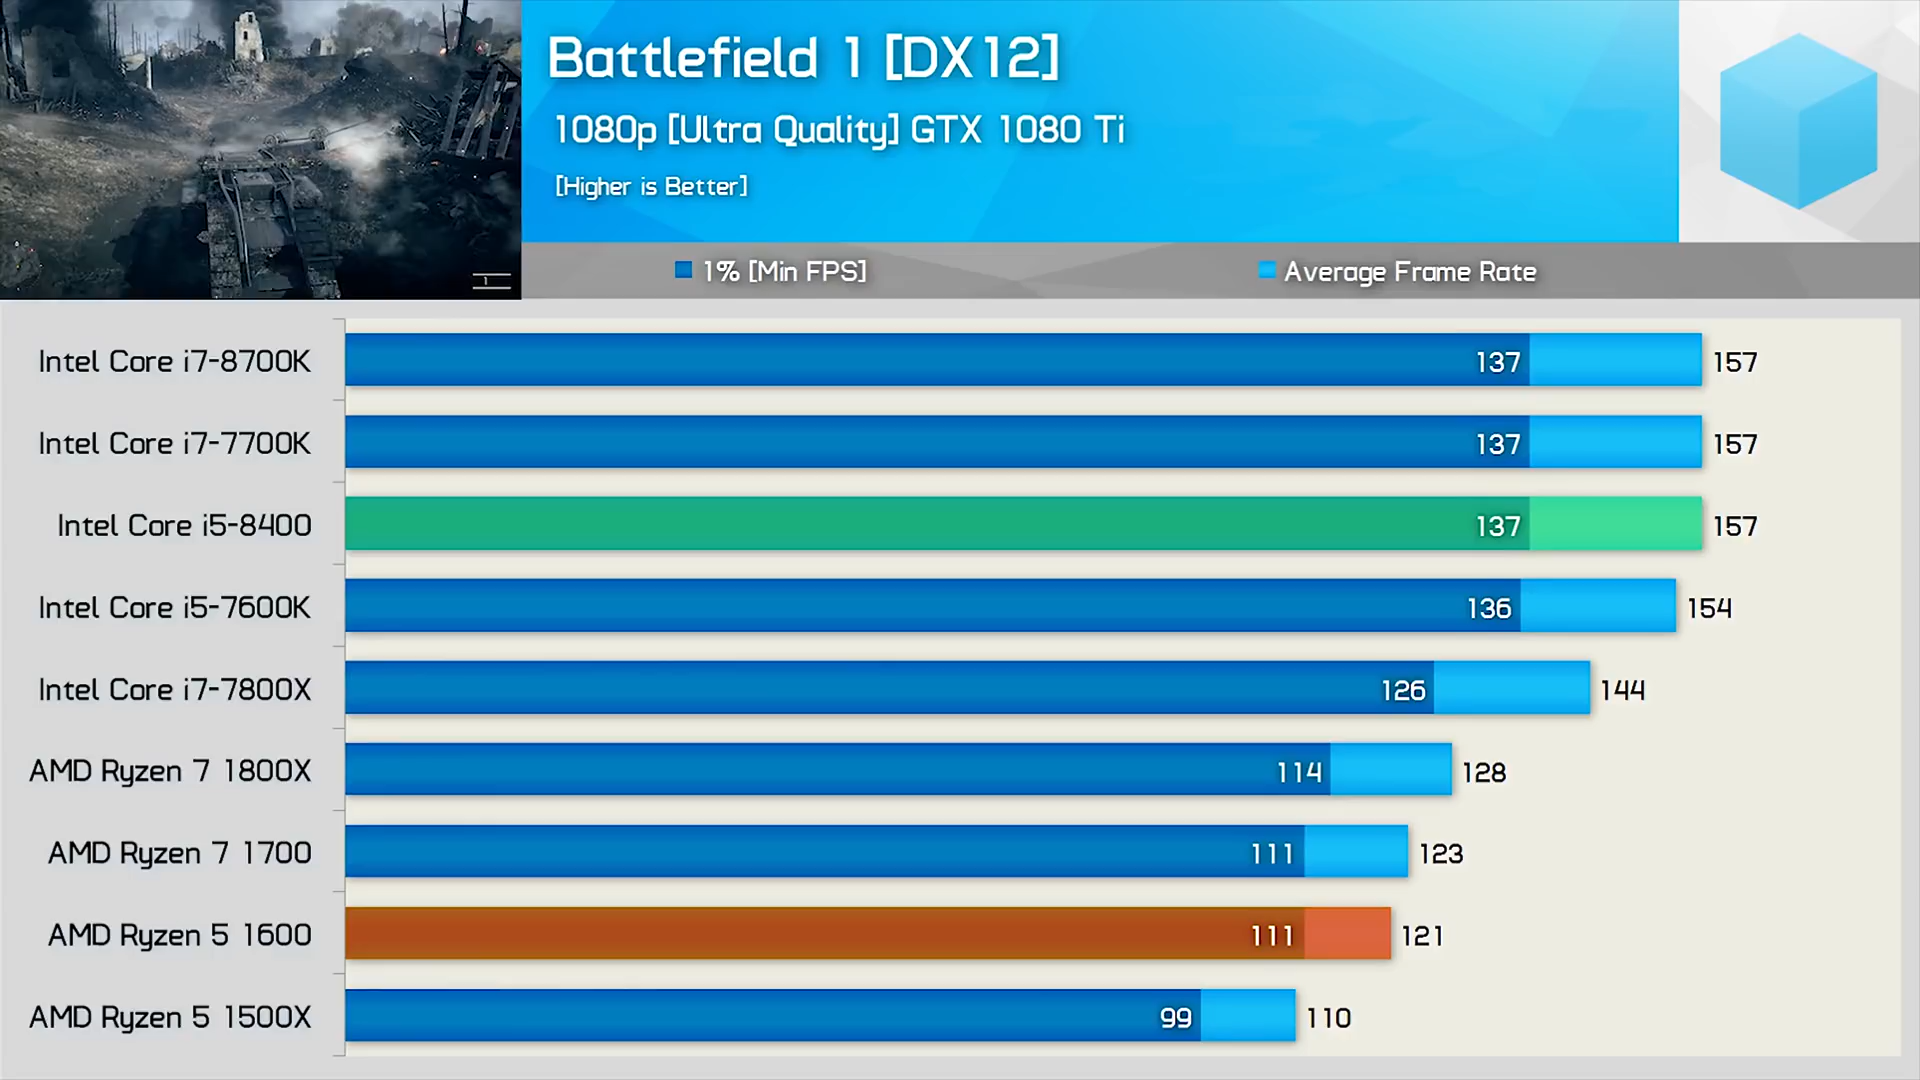 Battlefield 1 [DX12]
1080p [Ultra Quality] GTX 1080 Ti
[Higher is Better]
1% [Min FPS] Average Frame Rate
Intel Core i7-8700K 137 157
Intel Core i7-7700K 137 157
Intel Core i5-8400 137 157
Intel Core i5-7600K 136 154
Intel Core i7-7800X 126 144
AMD Ryzen 7 1800X 114 128
AMD Ryzen 7 1700 111 123
AMD Ryzen 5 1600 111 121
AMD Ryzen 5 1500X 99 110